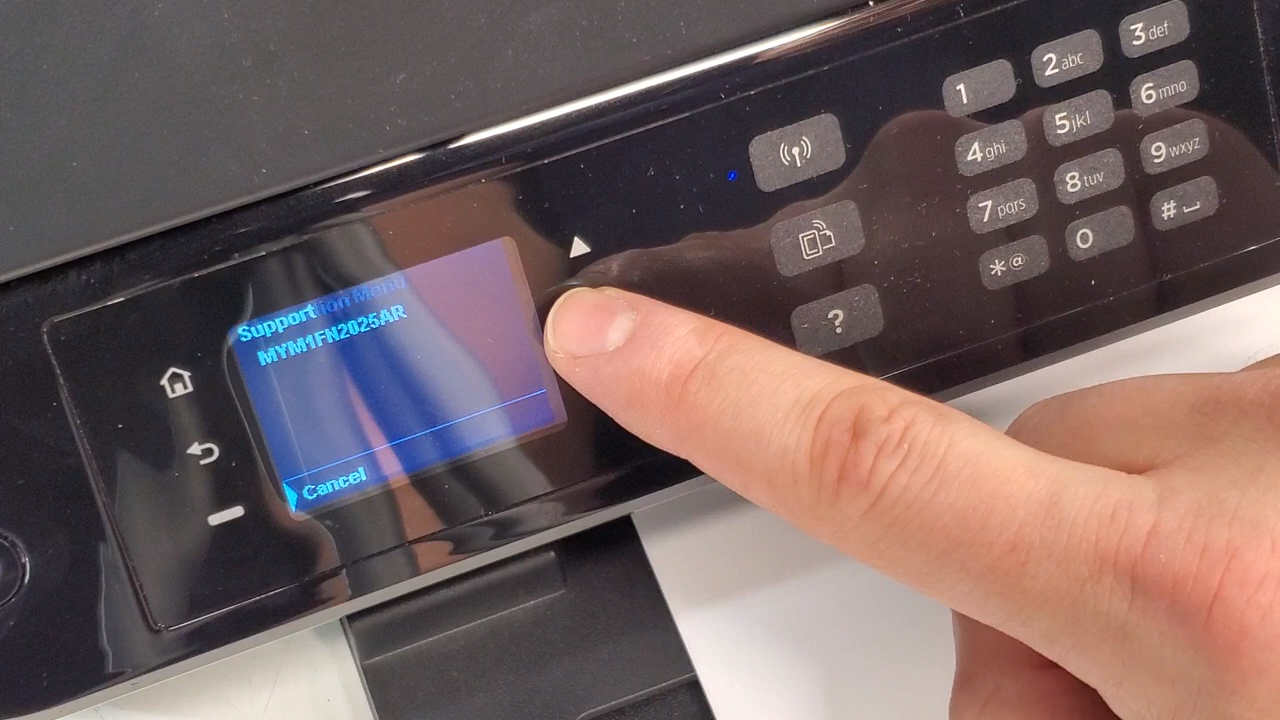 Support
MYM1FN2025AR
Cancel
1
2abc
3def
4ghi
5jkl
6mno
7pqrs
8tuv
9wxyz
*@
0
#
?